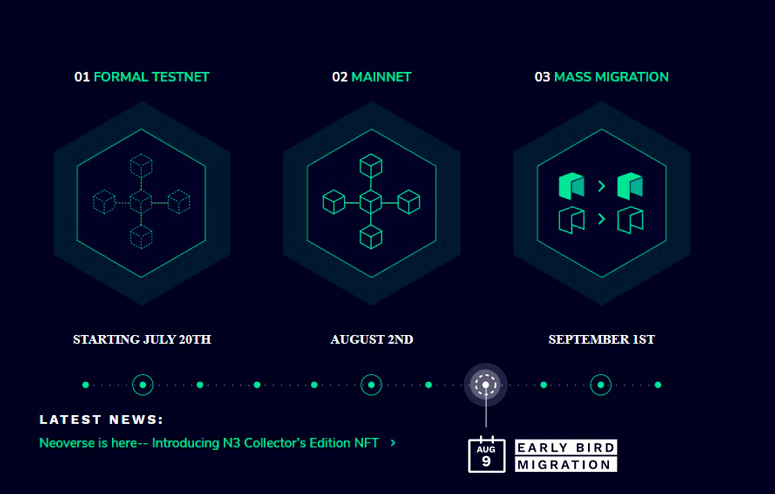 01 FORMAL TESTNET
02 MAINNET
03 MASS MIGRATION
STARTING JULY 20TH
AUGUST 2ND
SEPTEMBER 1ST
LATEST NEWS:
Neoverse is here-- Introducing N3 Collector's Edition NFT >
AUG
9
EARLY BIRD
MIGRATION